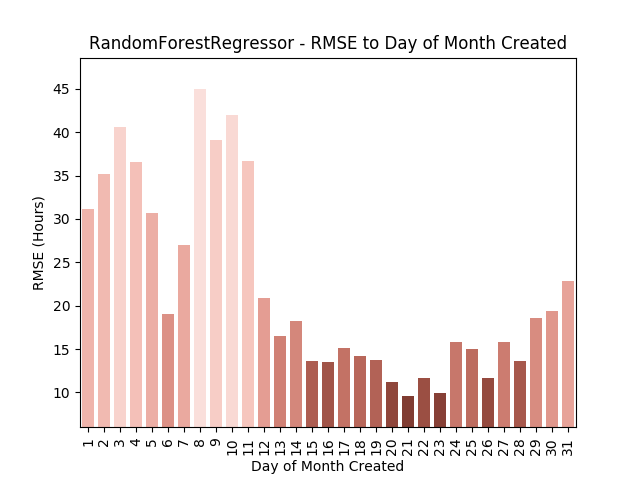 RandomForestRegressor - RMSE to Day of Month Created
RMSE (Hours)
45
40
35
30
25
20
15
10
1 2 3 4 5 6 7 8 9 10 11 12 13 14 15 16 17 18 19 20 21 22 23 24 25 26 27 28 29 30 31
Day of Month Created